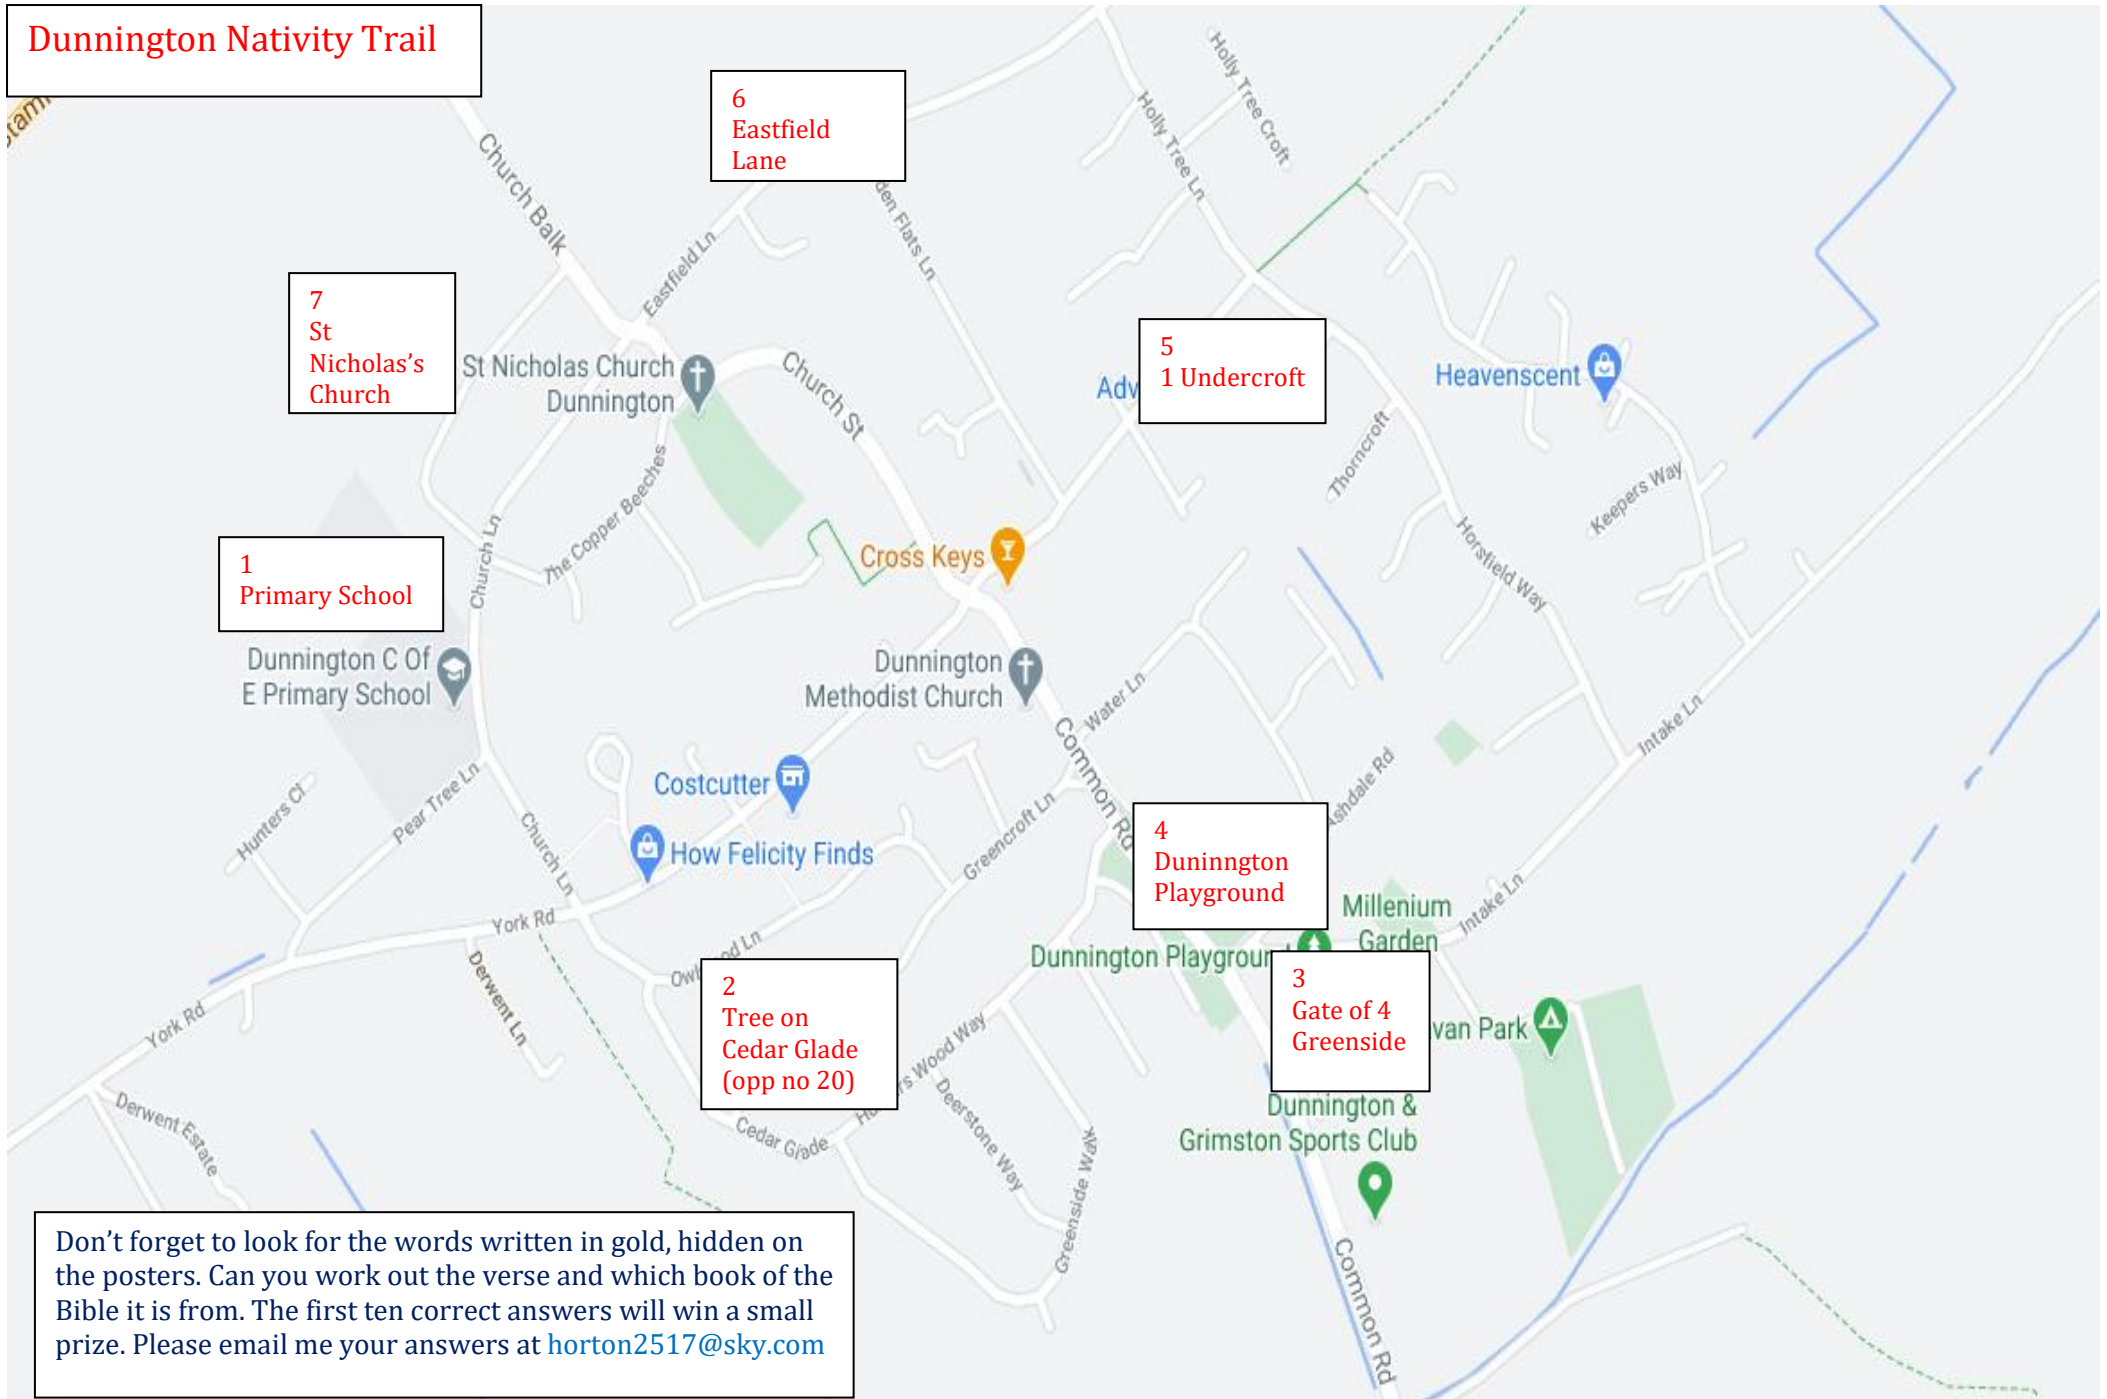 Dunnington Nativity Trail
6
Eastfield
Lane
Holly Tree Croft
Holly Tree Ln
Church Balk
Eastfield Ln
den Flats Ln
7
St
Nicholas’s
Church
St Nicholas Church
Dunnington
Church St
5
1 Undercroft
Adv
Heavenscent
Thorncroft
Keepers Way
Horsfield Way
The Copper Beeches
Church Ln
Cross Keys
1
Primary School
Dunnington C Of
E Primary School
Dunnington
Methodist Church
Water Ln
Common Rd
Intake Ln
Ashdale Rd
Costcutter
How Felicity Finds
Hunters Cl
Pear Tree Ln
Church Ln
Greencroft Ln
4
Duninngton
Playground
Millenium
Garden
Intake Ln
Dunnington Playgroun
York Rd
Derwent Ln
2
Tree on
Cedar Glade
(opp no 20)
3
Gate of 4
Greenside
van Park
York Rd
rs Wood Way
Deerstone Way
Greenside Walk
Cedar Glade
Derwent Estate
Dunnington &
Grimston Sports Club
Common Rd
Don’t forget to look for the words written in gold, hidden on
the posters. Can you work out the verse and which book of the
Bible it is from. The first ten correct answers will win a small
prize. Please email me your answers at horton2517@sky.com